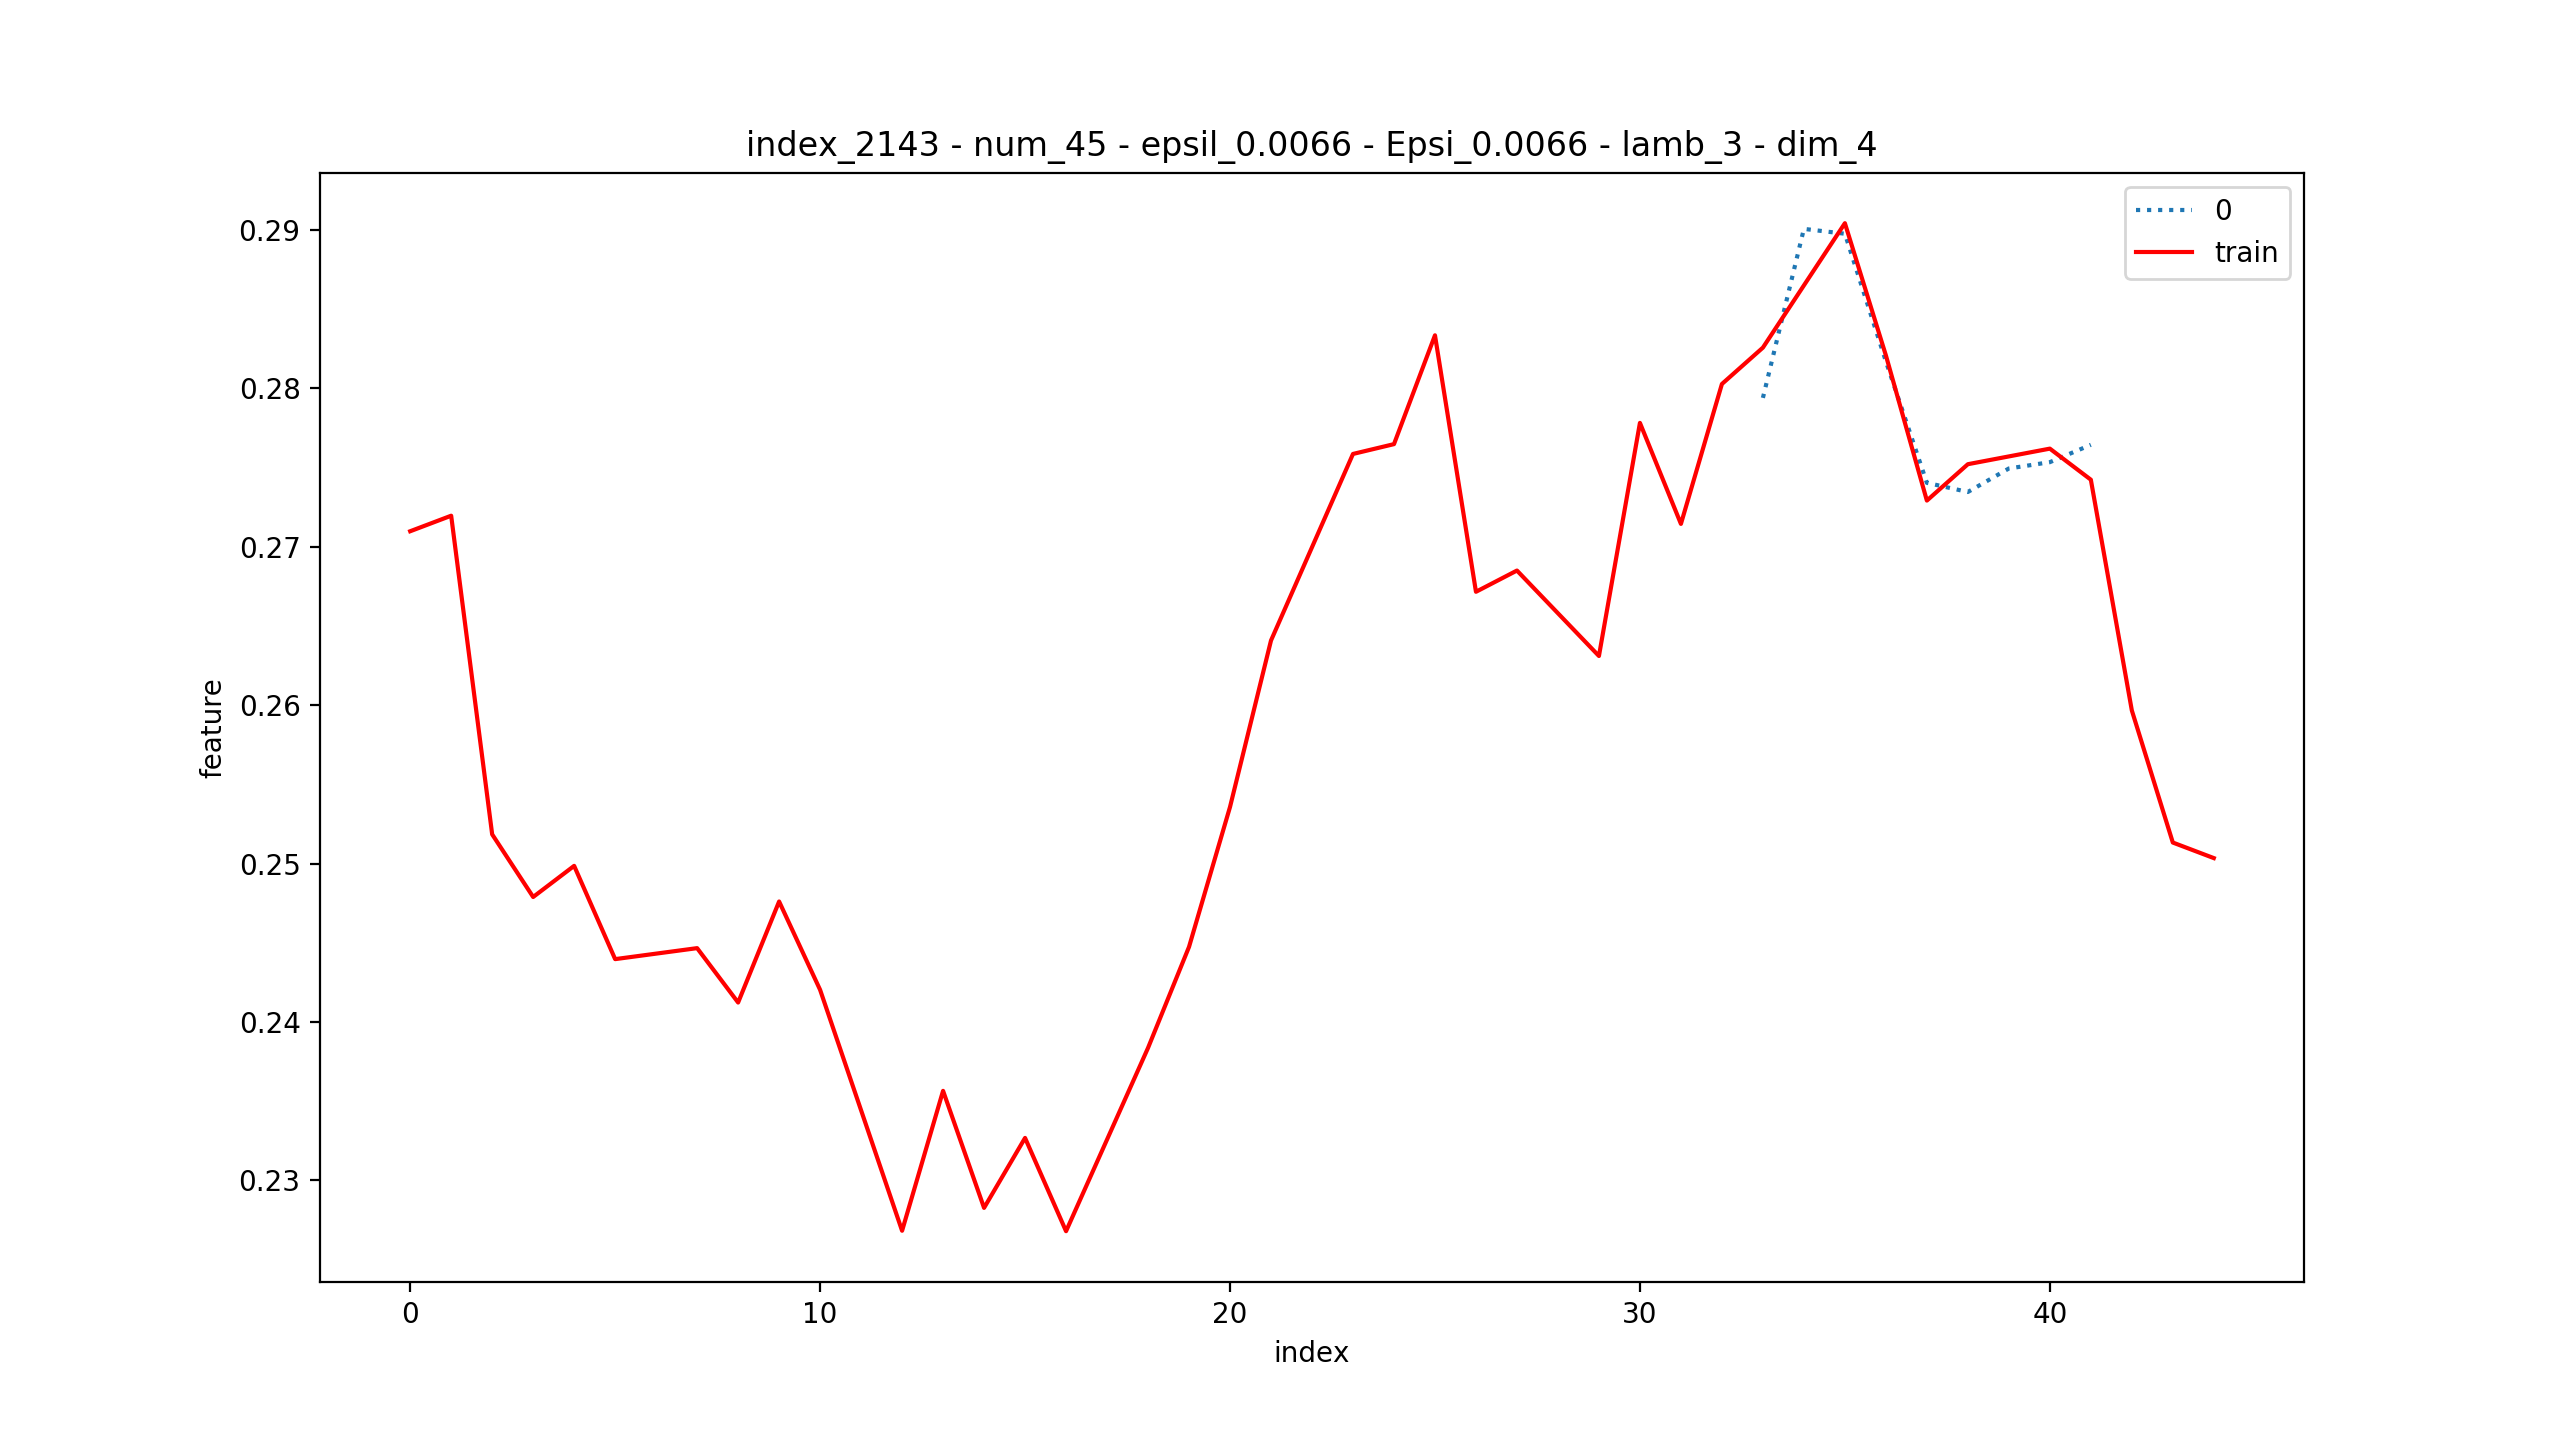 index_2143 - num_45 - epsil_0.0066 - Epsi_0.0066 - lamb_3 - dim_4
0
train
0.29
0.28
0.27
0.26
0.25
0.24
0.23
feature
0 10 20 30 40
index